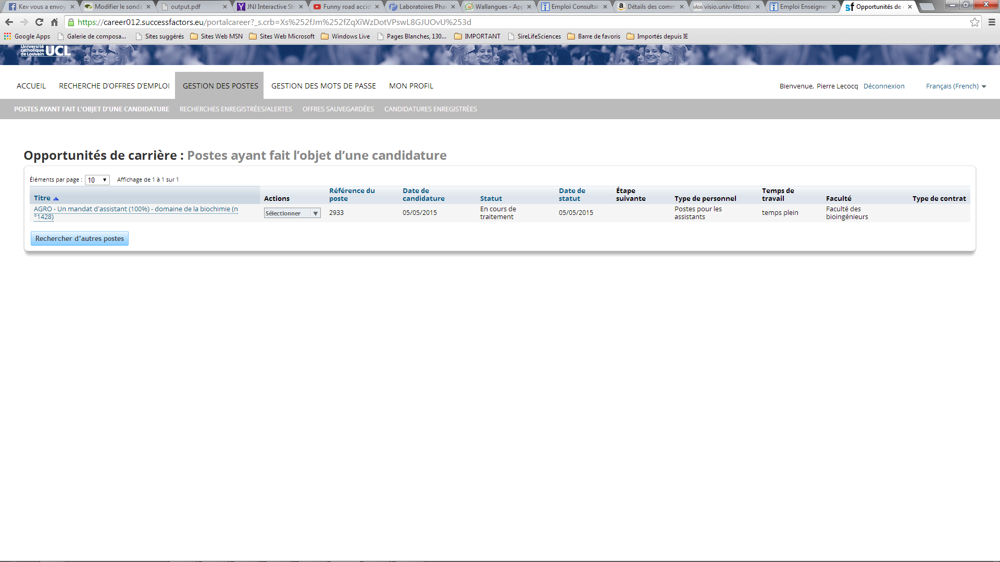 Kev vous a envoy
Modifier le sonda
output.pdf
JNJ Interactive Sto
Funny road accid
Laboratoires Pha
Wallangues - App
Emploi Consultan
Détails des comm
ulco visio.univ-littoral.
Emploi Enseigner
Opportunités de
https://career012.successfactors.eu/portalcareer?_s.crb=Xs%252fJm%252fZqXiWzDotVPswL8GJUOvU%253d
Google Apps
Galerie de composa...
Sites suggérés
Sites Web MSN
Sites Web Microsoft
Windows Live
Pages Blanches, 130...
IMPORTANT
SireLifeSciences
Barre de favoris
Importés depuis IE
Université
catholique
de Louvain UCL
ACCUEIL
RECHERCHE D'OFFRES D'EMPLOI
GESTION DES POSTES
GESTION DES MOTS DE PASSE
MON PROFIL
Bienvenue, Pierre Lecocq
Déconnexion
Français (French)
POSTES AYANT FAIT L'OBJET D'UNE CANDIDATURE
RECHERCHES ENREGISTRÉES/ALERTES
OFFRES SAUVEGARDÉES
CANDIDATURES ENREGISTRÉES
Opportunités de carrière : Postes ayant fait l'objet d'une candidature
Éléments par page : 10 Affichage de 1 à 1 sur 1
Titre
Actions
Référence du
poste
Date de
candidature
Statut
Date de
statut
Étape
suivante
Type de personnel
Temps de
travail
Faculté
Type de contrat
AGRO - Un mandat d'assistant (100%) - domaine de la biochimie (n
°1428)
Sélectionner
2933
05/05/2015
En cours de
traitement
05/05/2015
Postes pour les
assistants
temps plein
Faculté des
bioingénieurs
Rechercher d'autres postes